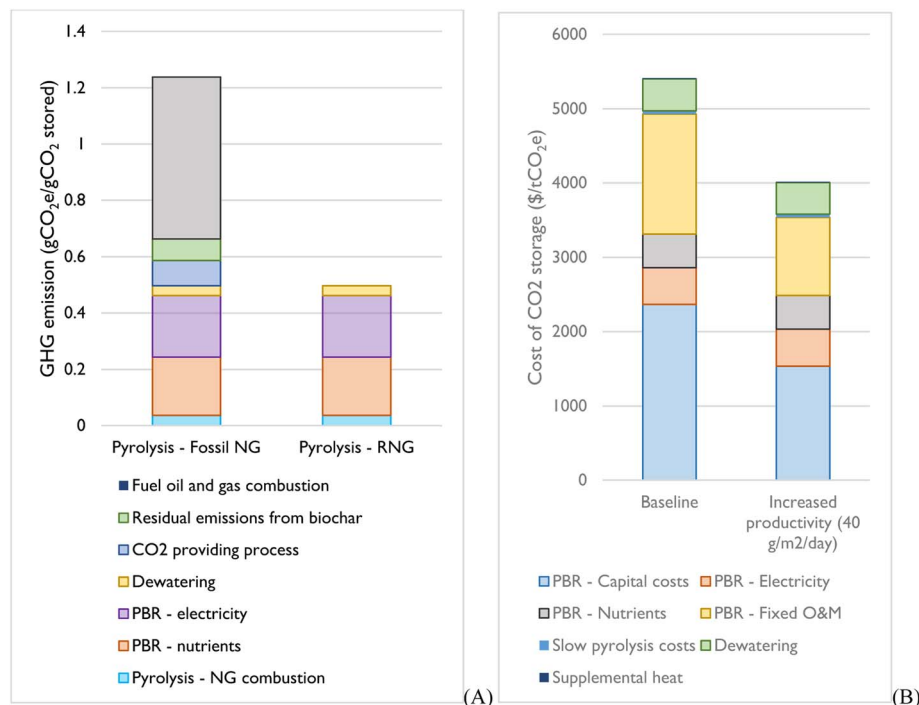 1.4
1.2
1
0.8
0.6
0.4
0.2
0
GHG emission (gCO2e/gCO2 stored)
Pyrolysis - Fossil NG
Pyrolysis - RNG
Fuel oil and gas combustion
Residual emissions from biochar
CO2 providing process
Dewatering
PBR - electricity
PBR - nutrients
Pyrolysis - NG combustion
(A)
6000
5000
4000
3000
2000
1000
0
Cost of CO2 storage ($/tCO2e)
Baseline
Increased
productivity (40
g/m2/day)
PBR - Capital costs
PBR - Electricity
PBR - Nutrients
PBR - Fixed O&M
Slow pyrolysis costs
Dewatering
Supplemental heat
(B)